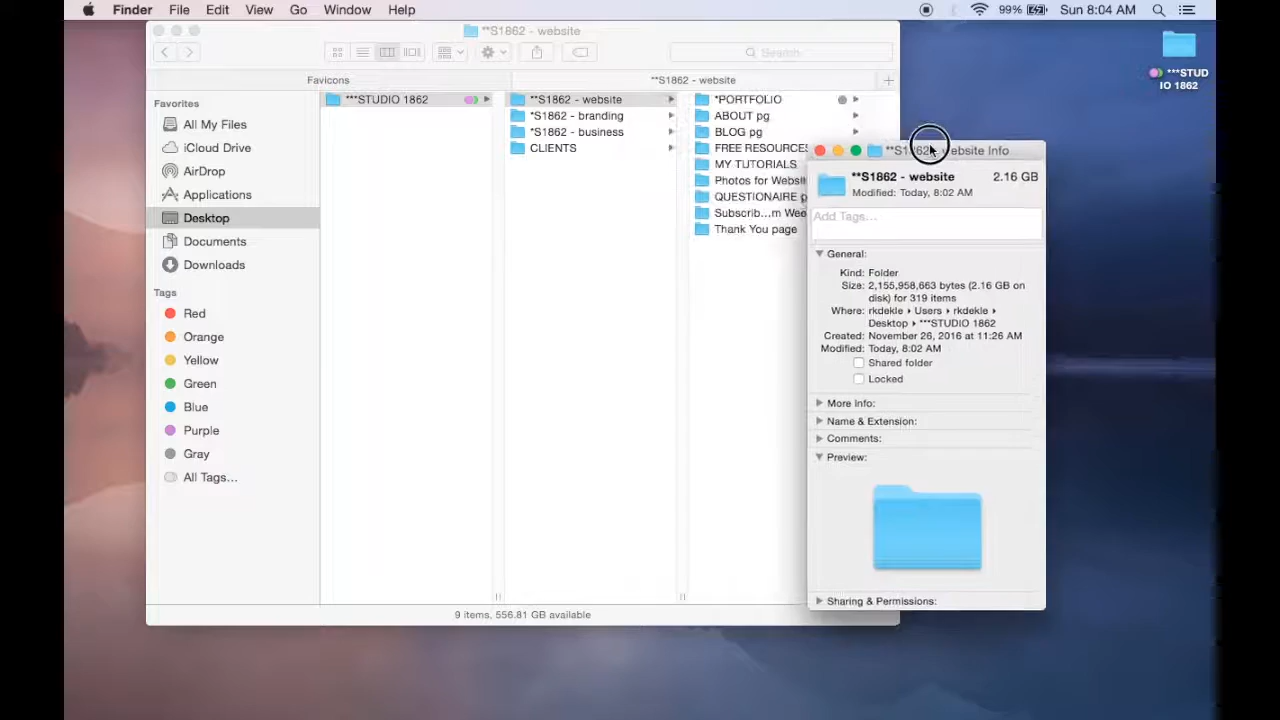 Finder File Edit View Go Window Help
99% Sun 8:04 AM
**S1862 - website
Search
Favicons
**S1862 - website
Favorites
All My Files
iCloud Drive
AirDrop
Applications
Desktop
Documents
Downloads
Tags
Red
Orange
Yellow
Green
Blue
Purple
Gray
All Tags...
***STUDIO 1862
**S1862 - website
*S1862 - branding
*S1862 - business
CLIENTS
*PORTFOLIO
ABOUT pg
BLOG pg
FREE RESOURCES
MY TUTORIALS
Photos for Website
QUESTIONAIRE p
Subscrib...m Wee
Thank You page
9 items, 556.81 GB available
website Info
**S1862 - website 2.16 GB
Modified: Today, 8:02 AM
Add Tags...
General:
Kind: Folder
Size: 2,155,958,663 bytes (2.16 GB on
disk) for 319 items
Where: rkdekle ▸ Users ▸ rkdekle ▸
Desktop ▸ ***STUDIO 1862
Created: November 26, 2016 at 11:26 AM
Modified: Today, 8:02 AM
Shared folder
Locked
More Info:
Name & Extension:
Comments:
Preview:
Sharing & Permissions:
***STUD
IO 1862